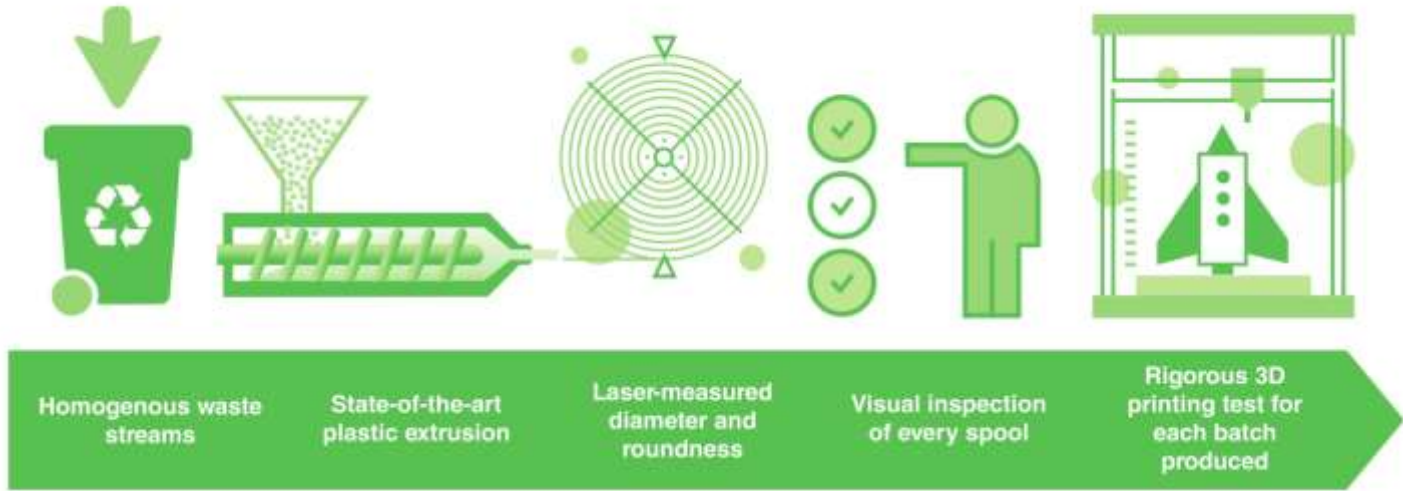 Homogenous waste
streams
State-of-the-art
plastic extrusion
Laser-measured
diameter and
roundness
Visual inspection
of every spool
Rigorous 3D
printing test for
each batch
produced